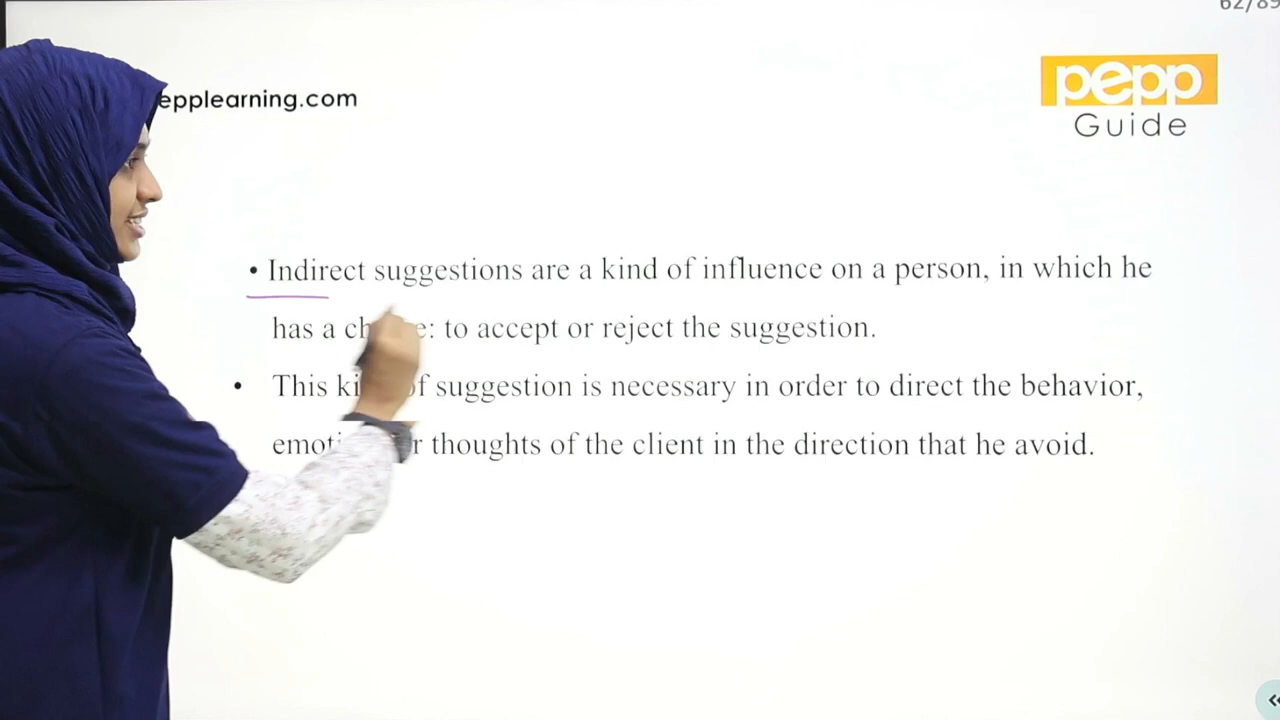 62/89
epplearning.com
pepp
Guide
• Indirect suggestions are a kind of influence on a person, in which he
has a : to accept or reject the suggestion.
• This of suggestion is necessary in order to direct the behavior,
thoughts of the client in the direction that he avoid.